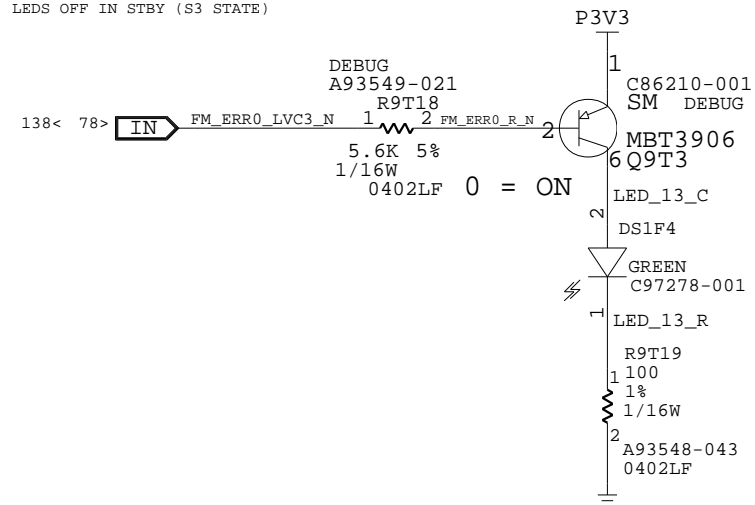 LEDS OFF IN STBY (S3 STATE)
P3V3
1
DEBUG
A93549-021
R9T18
C86210-001
SM DEBUG
138< 78> IN FM_ERR0_LVC3_N 1 2 FM_ERR0_R_N 2
MBT3906
5.6K 5%
6 Q9T3
1/16W
0402LF 0 = ON
LED_13_C
2
DS1F4
GREEN
C97278-001
1
LED_13_R
R9T19
1 100
1%
1/16W
2
A93548-043
0402LF